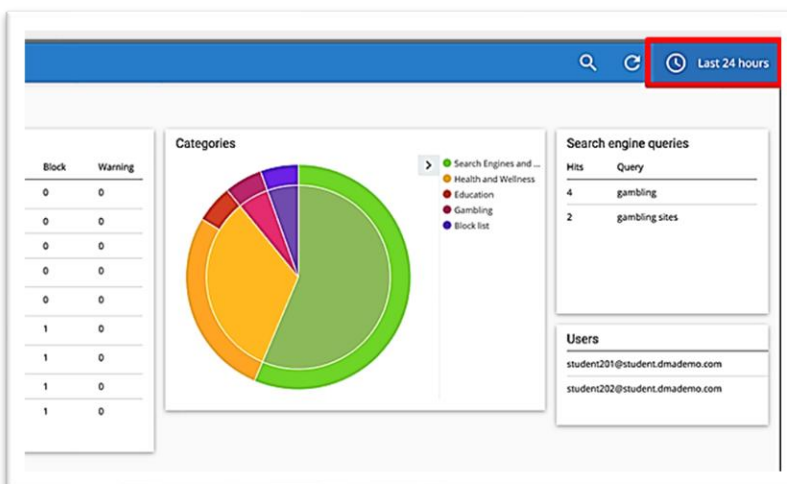 Last 24 hours
Block Warning
0 0
0 0
0 0
0 0
0 0
1 0
1 0
1 0
1 0
Categories
Search Engines and ...
Health and Wellness
Education
Gambling
Block list
Search engine queries
Hits Query
4 gambling
2 gambling sites
Users
student201@student.dmademo.com
student202@student.dmademo.com